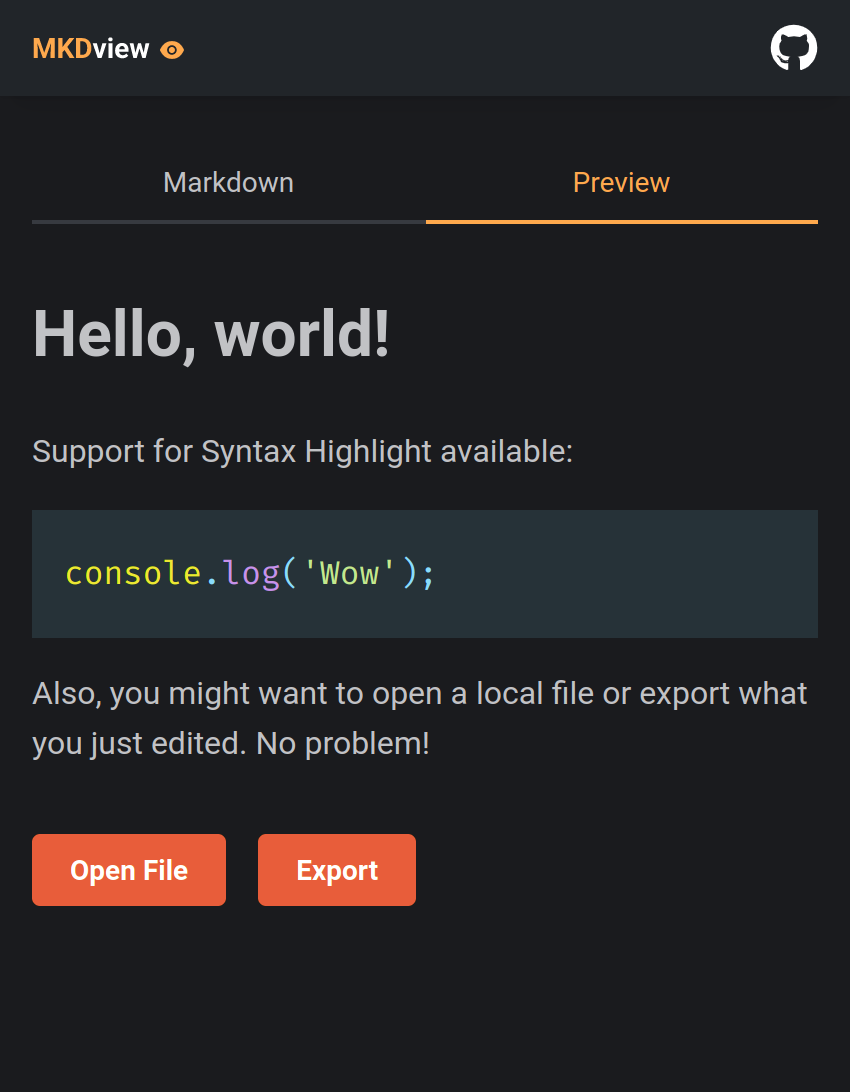 MKDview
Markdown
Preview
Hello, world!
Support for Syntax Highlight available:
console.log('Wow');
Also, you might want to open a local file or export what
you just edited. No problem!
Open File
Export